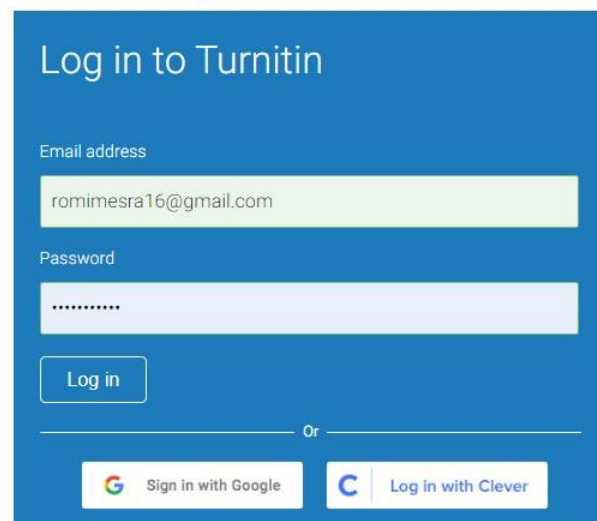 Log in to Turnitin
Email address
romimesra16@gmail.com
Password
•••••••••••
Log in
Or
Sign in with Google
Log in with Clever